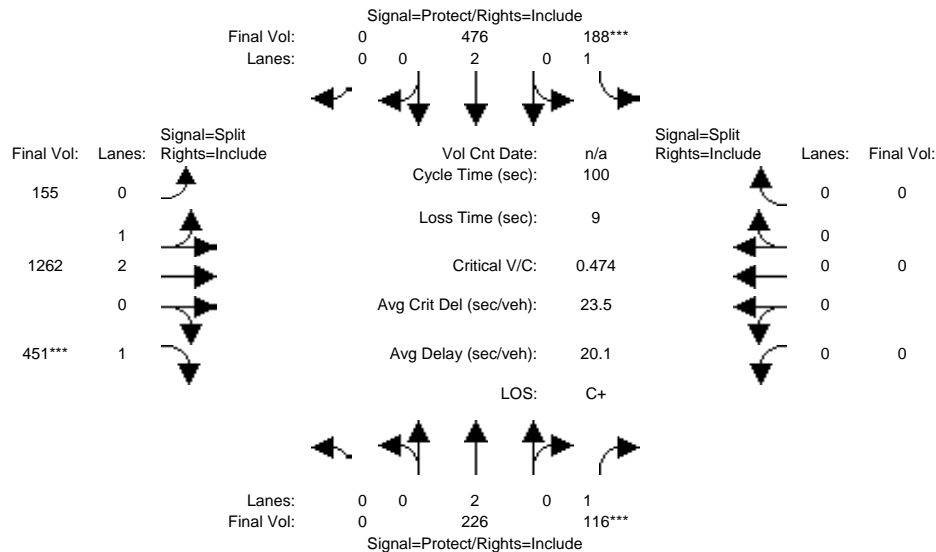 Signal=Protect/Rights=Include
Final Vol: 0 476 188***
Lanes: 0 0 2 0 1
Signal=Split Signal=Split
Final Vol: Lanes: Rights=Include Vol Cnt Date: n/a Rights=Include Lanes: Final Vol:
Cycle Time (sec): 100
155 0 0 0
Loss Time (sec): 9
1 0
1262 2 Critical V/C: 0.474 0 0
0 Avg Crit Del (sec/veh): 23.5 0
451*** 1 Avg Delay (sec/veh): 20.1 0 0
LOS: C+
Lanes: 0 0 2 0 1
Final Vol: 0 226 116***
Signal=Protect/Rights=Include